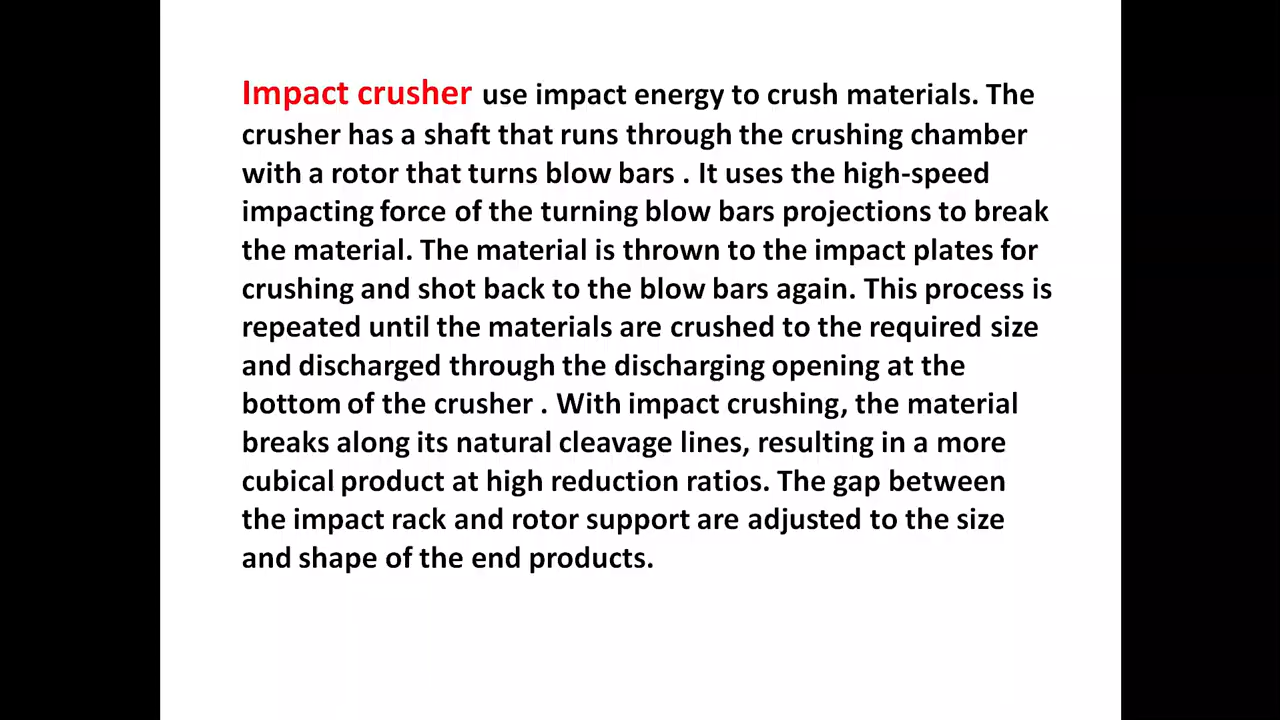 Impact crusher use impact energy to crush materials. The
crusher has a shaft that runs through the crushing chamber
with a rotor that turns blow bars . It uses the high-speed
impacting force of the turning blow bars projections to break
the material. The material is thrown to the impact plates for
crushing and shot back to the blow bars again. This process is
repeated until the materials are crushed to the required size
and discharged through the discharging opening at the
bottom of the crusher . With impact crushing, the material
breaks along its natural cleavage lines, resulting in a more
cubical product at high reduction ratios. The gap between
the impact rack and rotor support are adjusted to the size
and shape of the end products.